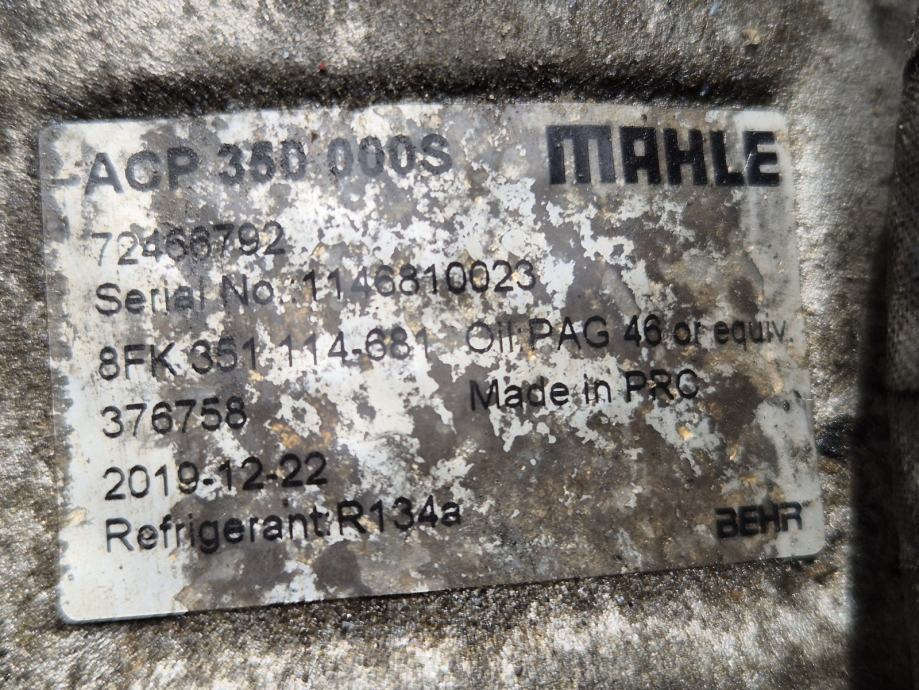 ACP 350 000S MAHLE
72468792
Serial No.: 1146810023
8FK 351 114-681 Oil: PAG 46 or equiv.
376758 Made in PRC
2019-12-22
Refrigerant: R134a
BEHR